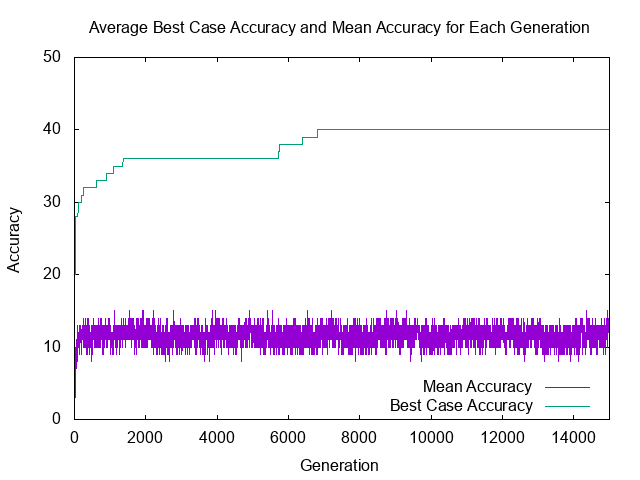 Average Best Case Accuracy and Mean Accuracy for Each Generation
50
40
30
20
10
0
Accuracy
Mean Accuracy
Best Case Accuracy
0 2000 4000 6000 8000 10000 12000 14000
Generation